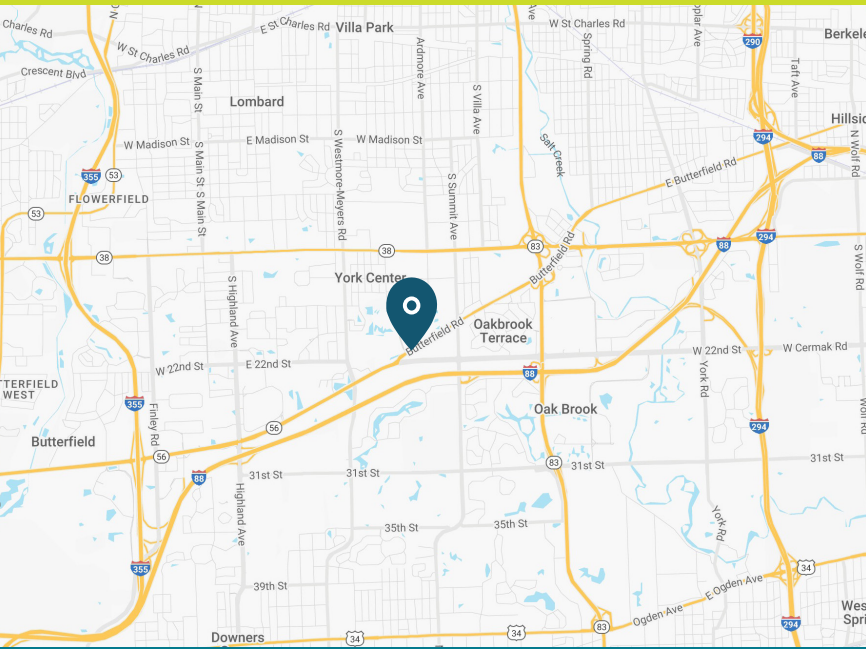 Charles Rd
N
W St Charles Rd
Crescent Blvd
S Main St
E St Charles Rd
Villa Park
Ardmore Ave
Ave
W St Charles Rd
Spring Rd
290
Taft Ave
Berkele
Lombard
S Villa Ave
294
Hillsid
88
N Wolf Rd
W Madison St
E Madison St
W Madison St
S Main St
S Main St
S Westmore-Meyers Rd
Salt Creek
E Butterfield Rd
355
53
FLOWERFIELD
53
S Summit Ave
38
38
83
88
294
Butterfield Rd
S Wolf Rd
York Center
S Highland Ave
Butterfield Rd
Oakbrook
Terrace
W 22nd St
E 22nd St
W 22nd St
W Cermak Rd
88
York Rd
TTERFIELD
WEST
355
Finley Rd
Oak Brook
56
294
Butterfield
56
83
31st St
31st St
31st St
31st St
88
Highland Ave
35th St
35th St
York Rd
355
39th St
34
E Ogden Ave
Ogden Ave
83
294
Wes
Spri
Downers
34
34